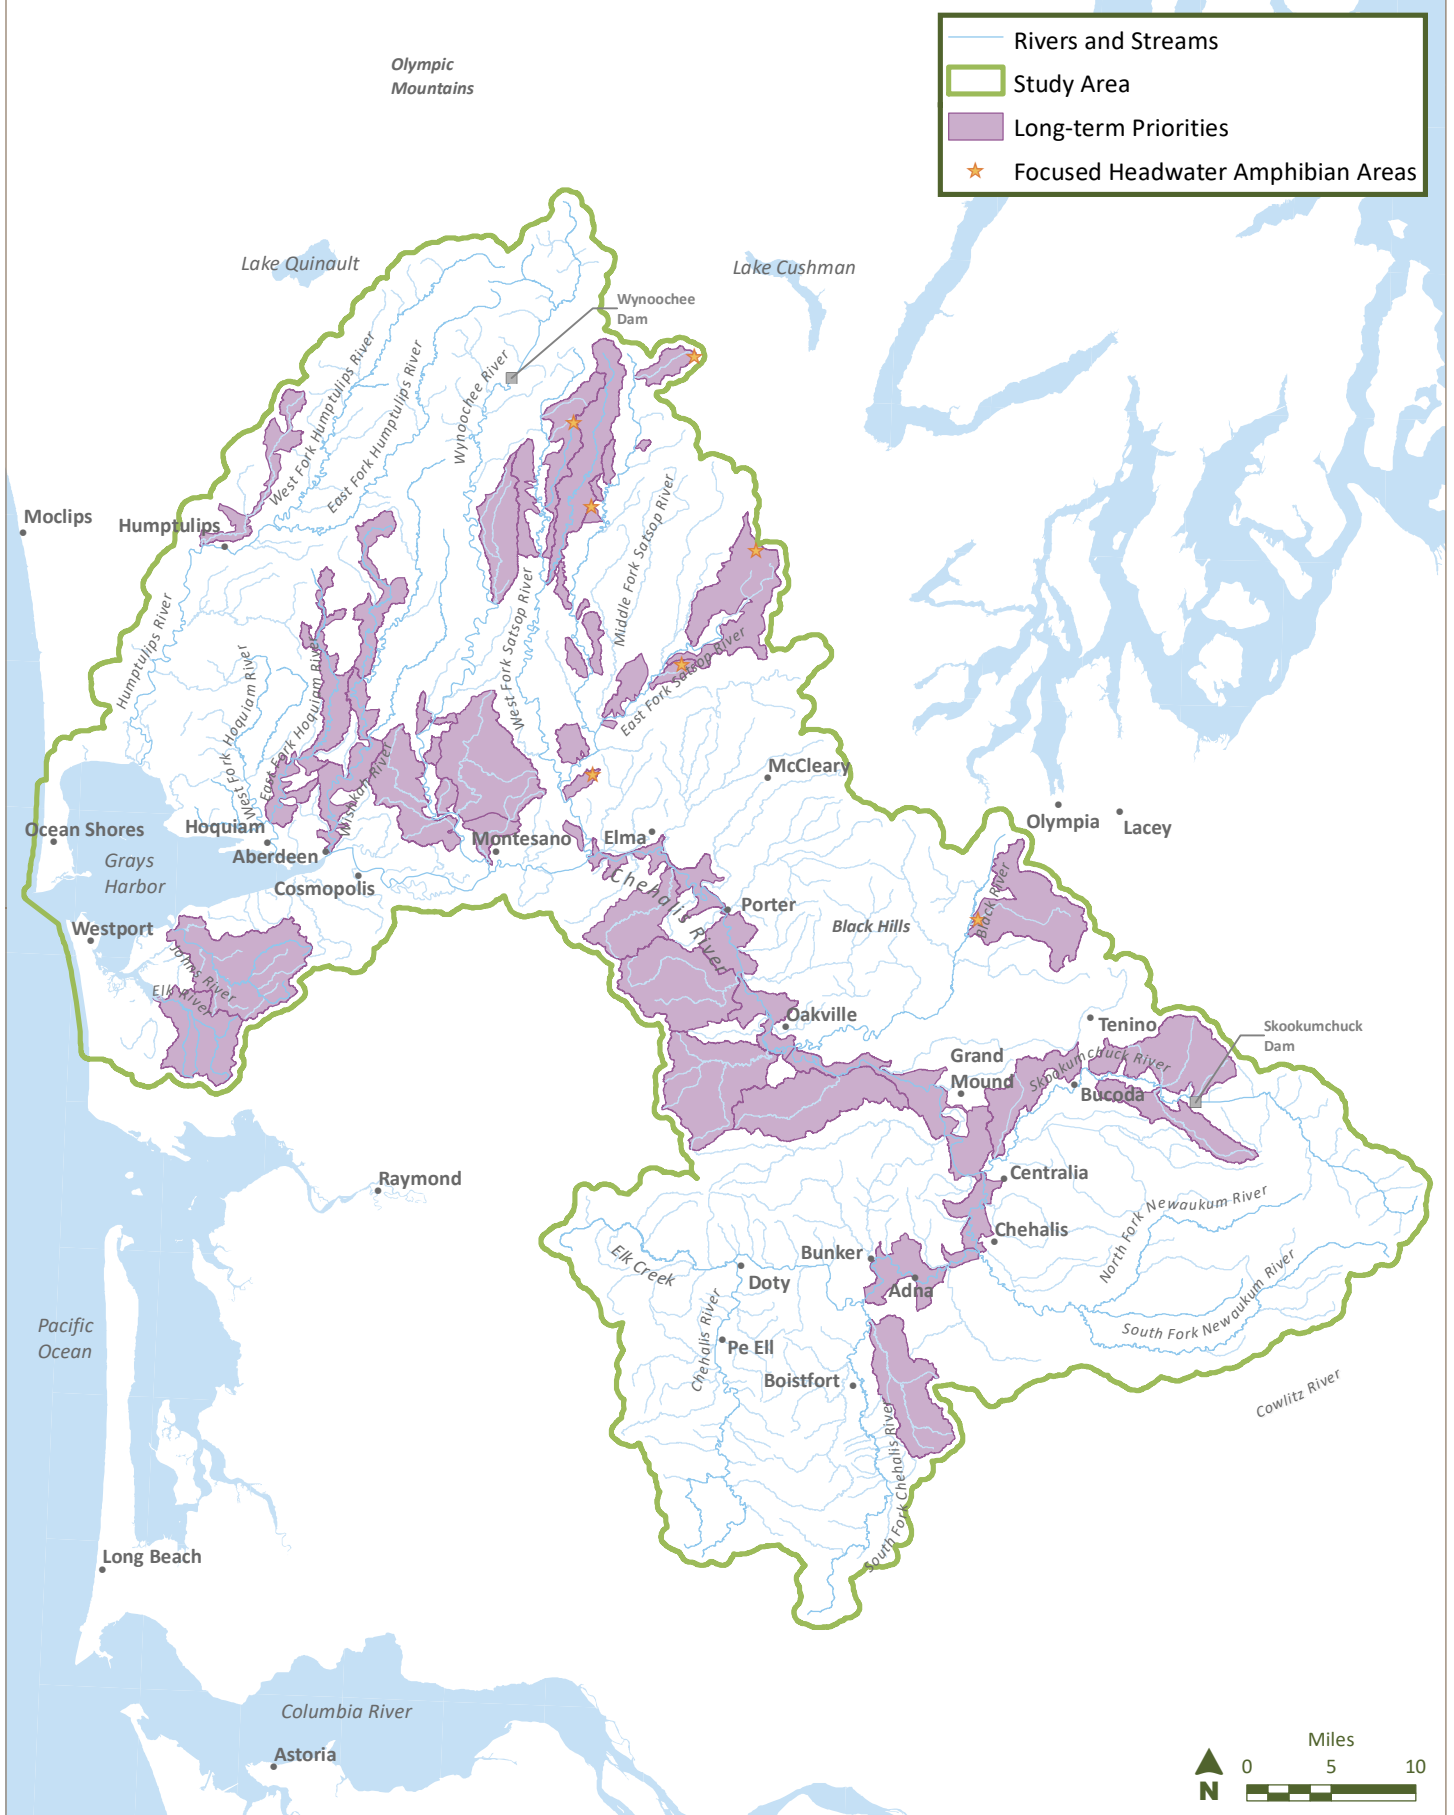 Rivers and Streams
Study Area
Long-term Priorities
Focused Headwater Amphibian Areas
Olympic
Mountains
Lake Quinault
Lake Cushman
Wynoochee
Dam
West Fork Humptulips River
East Fork Humptulips River
Wynoochee River
Moclips
Humptulips
Middle Fork Satsop River
West Fork Satsop River
Humptulips River
East Fork Satsop River
West Fork Hoquiam River
East Fork Hoquiam River
Wishkah River
McCleary
Ocean Shores
Grays
Harbor
Hoquiam
Aberdeen
Cosmopolis
Montesano
Elma
Olympia
Lacey
Chehalis River
Porter
Black Hills
Black River
Westport
Johns River
Elk River
Oakville
Tenino
Skookumchuck
Dam
Grand
Mound
Skookumchuck River
Bucoda
Raymond
Centralia
North Fork Newaukum River
Chehalis
Bunker
Elk Creek
Doty
Adna
South Fork Newaukum River
Pacific
Ocean
Chehalis River
Pe Ell
Boistfort
Cowlitz River
South Fork Chehalis River
Long Beach
Columbia River
Astoria
Miles
0 5 10
N